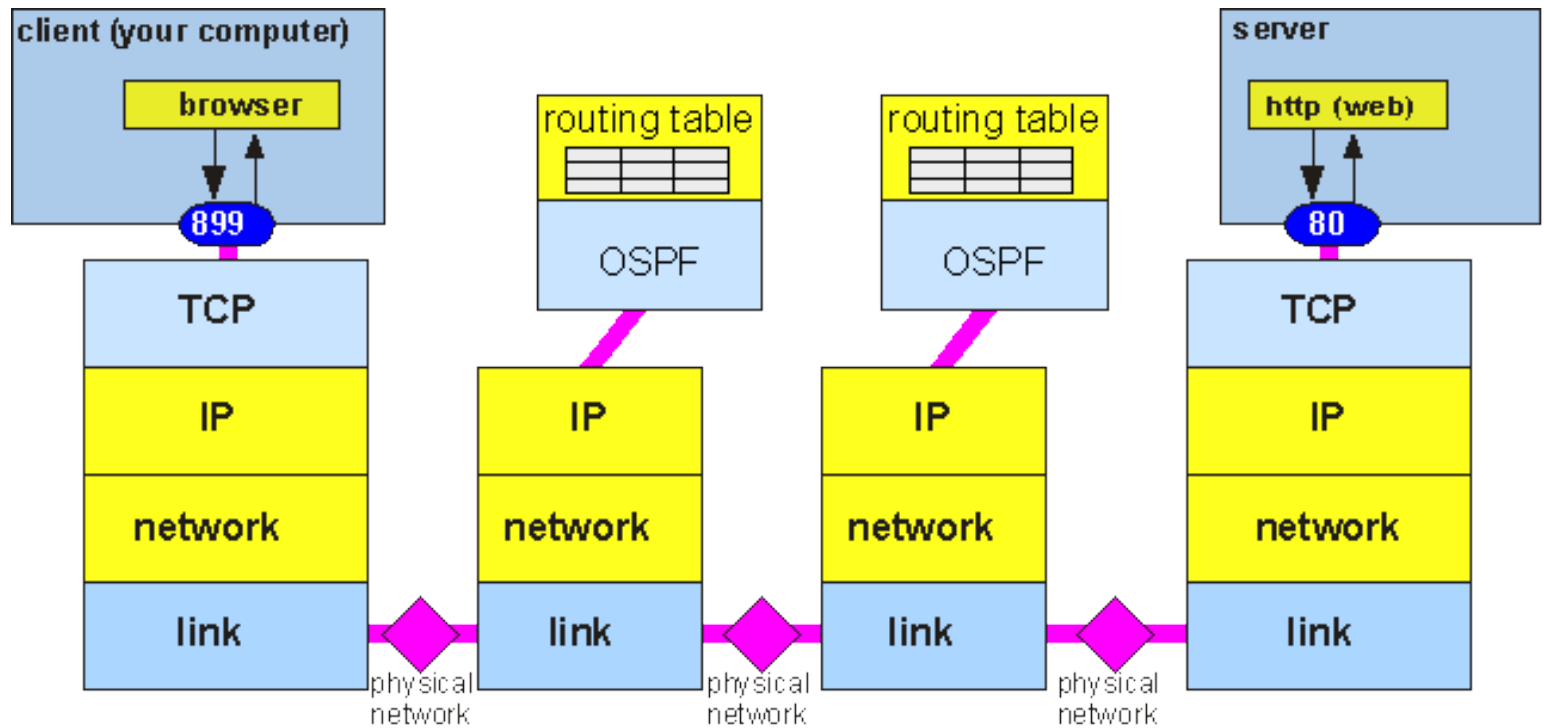 client (your computer)
server
browser
http (web)
routing table
routing table
899
80
OSPF
OSPF
TCP
TCP
IP
IP
IP
IP
network
network
network
network
link
link
link
link
physical
network
physical
network
physical
network